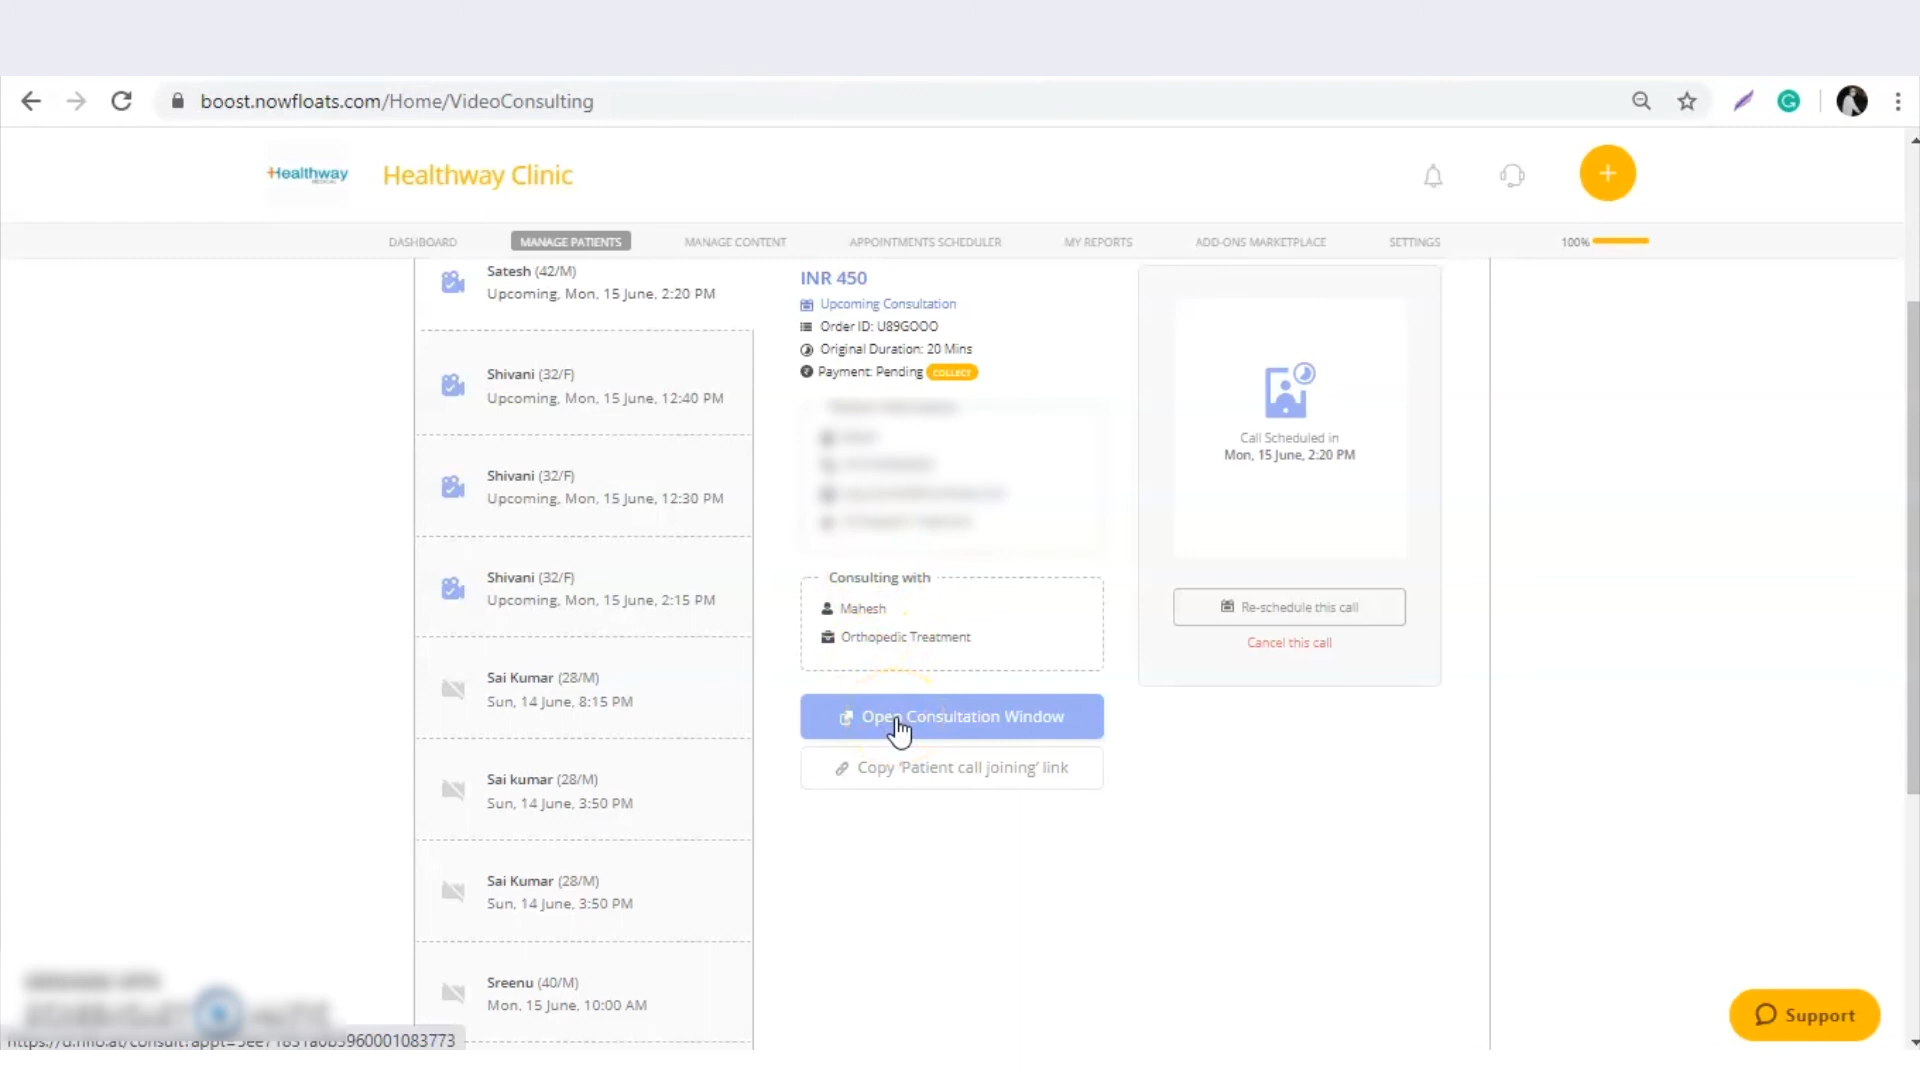 boost.nowfloats.com/Home/VideoConsulting
Healthway
Healthway Clinic
DASHBOARD
MANAGE PATIENTS
MANAGE CONTENT
APPOINTMENTS SCHEDULER
MY REPORTS
ADD-ONS MARKETPLACE
SETTINGS
100%
Satesh (42/M)
Upcoming, Mon, 15 June, 2:20 PM
Shivani (32/F)
Upcoming, Mon, 15 June, 12:40 PM
Shivani (32/F)
Upcoming, Mon, 15 June, 12:30 PM
Shivani (32/F)
Upcoming, Mon, 15 June, 2:15 PM
Sai Kumar (28/M)
Sun, 14 June, 8:15 PM
Sai kumar (28/M)
Sun, 14 June, 3:50 PM
Sai Kumar (28/M)
Sun, 14 June, 3:50 PM
Sreenu (40/M)
Mon, 15 June, 10:00 AM
INR 450
Upcoming Consultation
Order ID: U89GOOO
Original Duration: 20 Mins
Payment: Pending COLLECT
Consulting with
Mahesh
Orthopedic Treatment
Open Consultation Window
Copy 'Patient call joining' link
Call Scheduled in
Mon, 15 June, 2:20 PM
Re-schedule this call
Cancel this call
Support